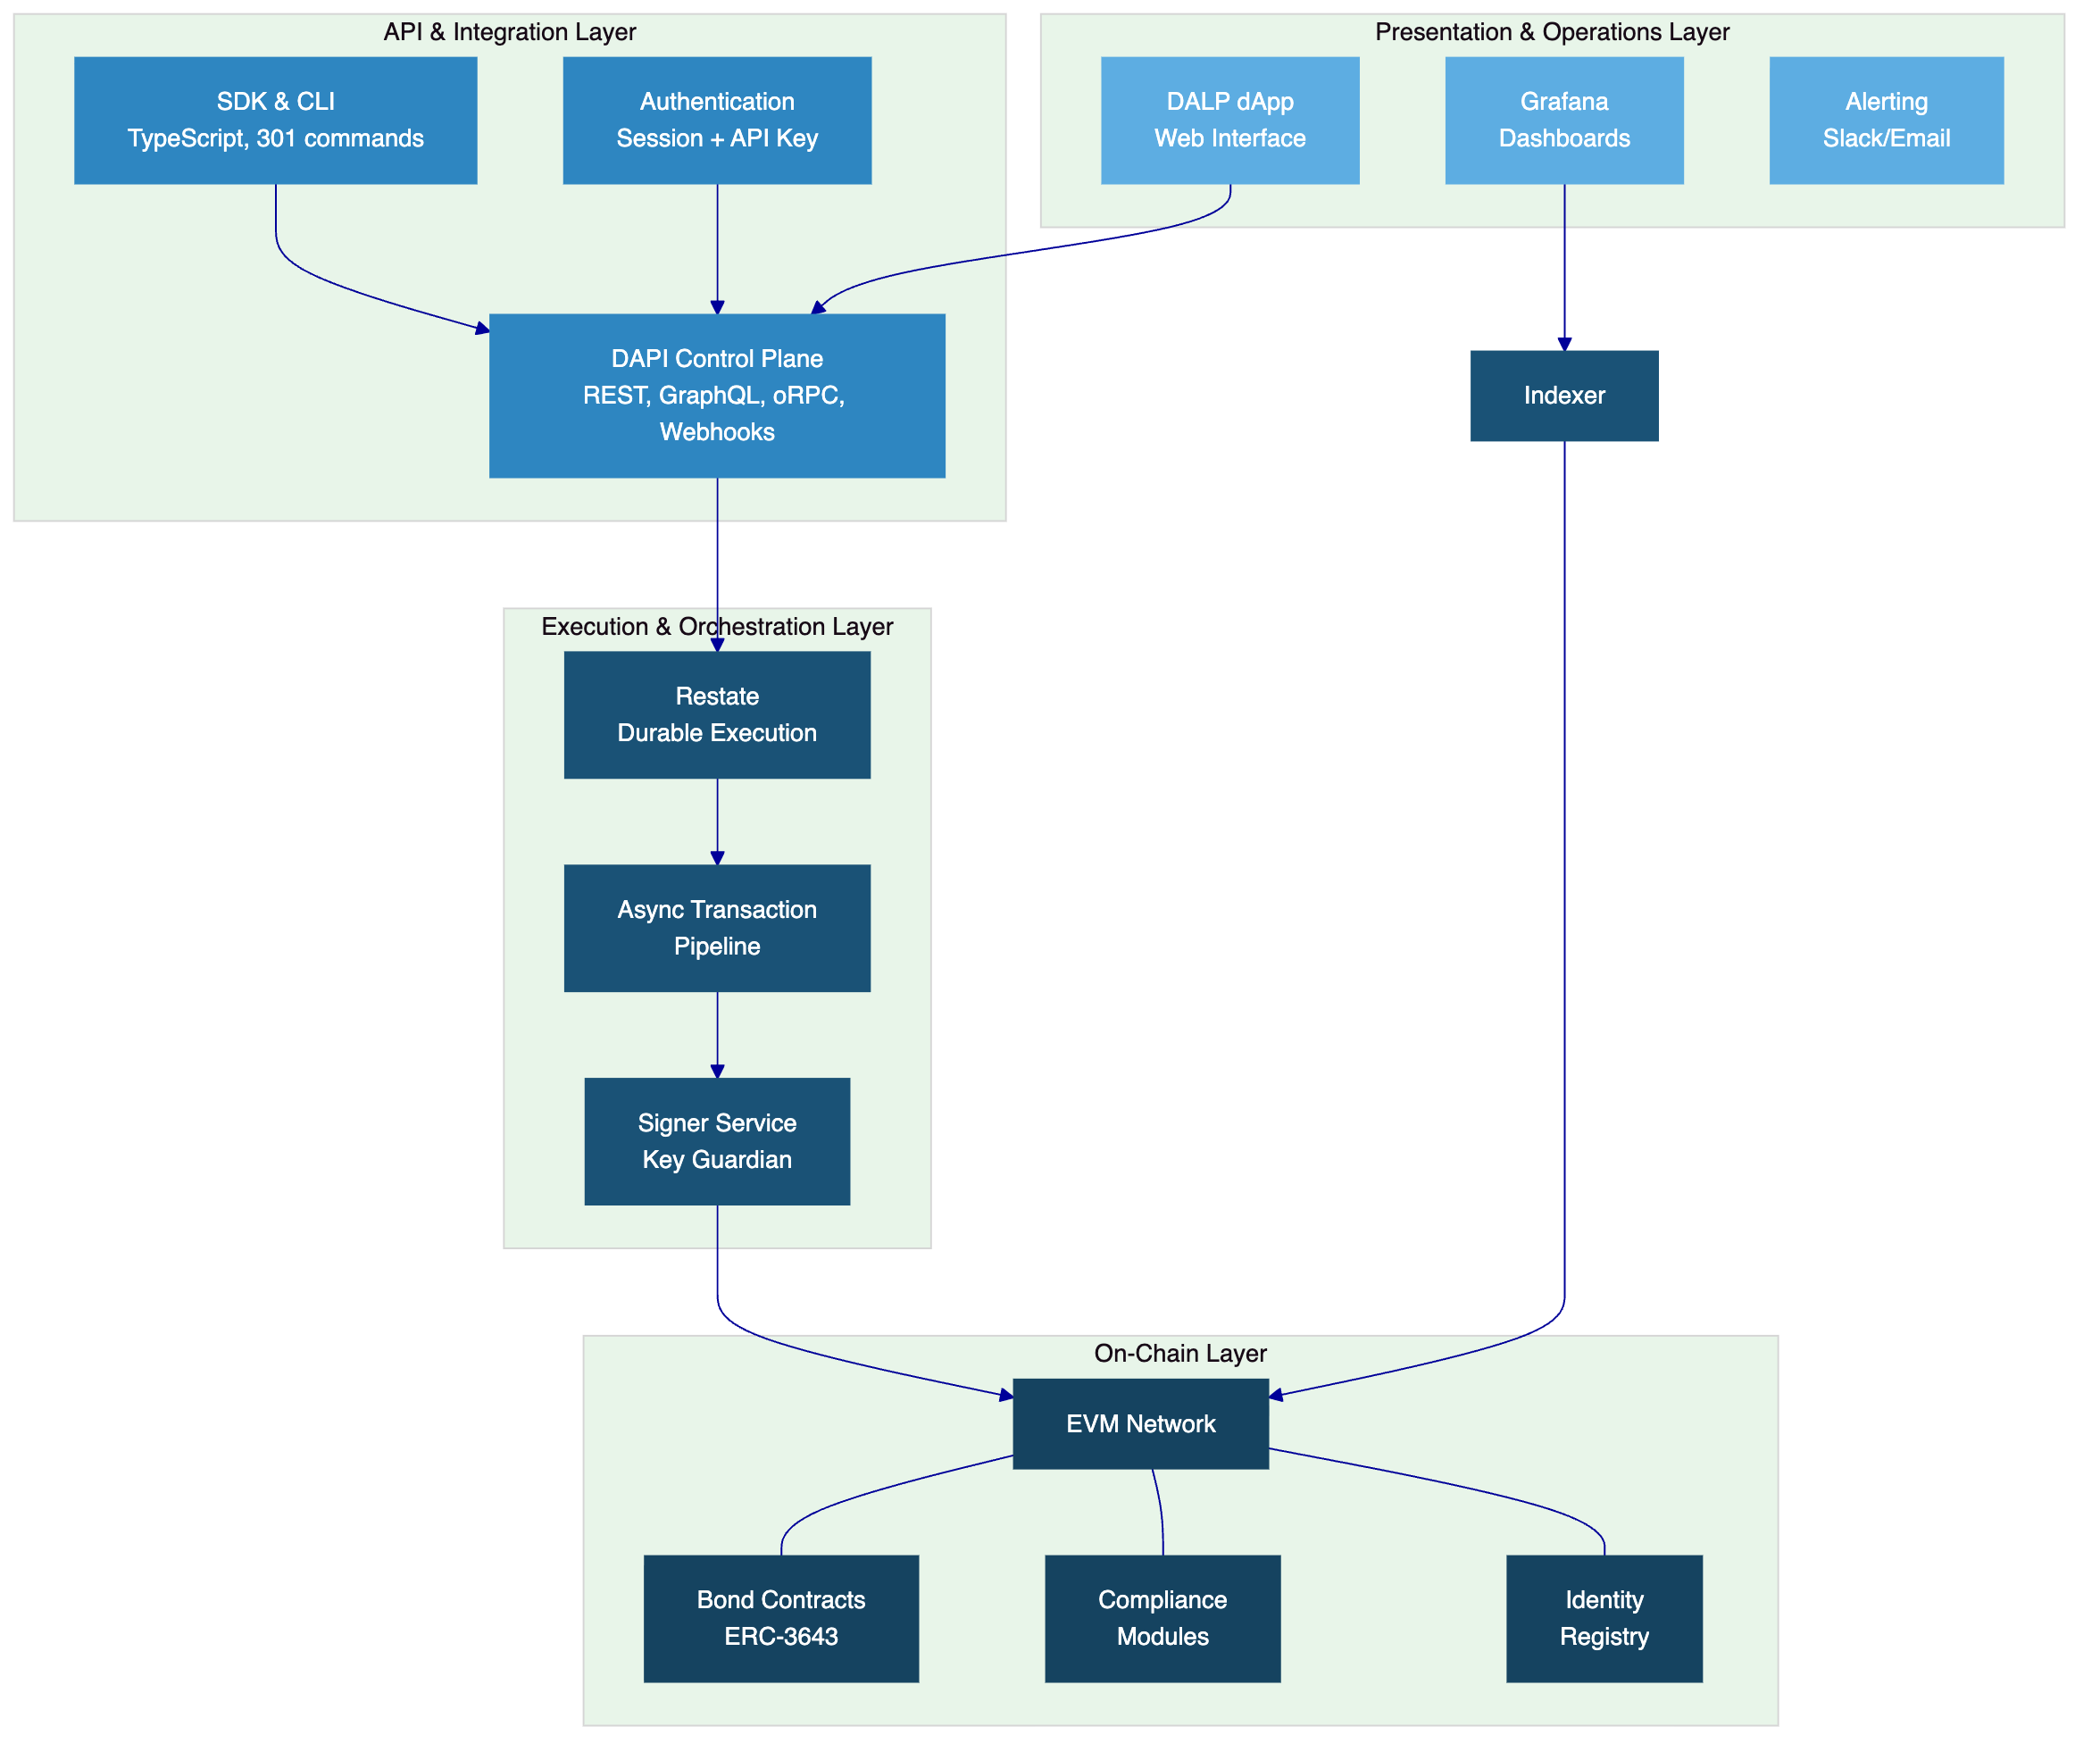 API & Integration Layer
SDK & CLI
TypeScript, 301 commands
Authentication
Session + API Key
DAPI Control Plane
REST, GraphQL, oRPC,
Webhooks
Presentation & Operations Layer
DALP dApp
Web Interface
Grafana
Dashboards
Alerting
Slack/Email
Indexer
Execution & Orchestration Layer
Restate
Durable Execution
Async Transaction
Pipeline
Signer Service
Key Guardian
On-Chain Layer
EVM Network
Bond Contracts
ERC-3643
Compliance
Modules
Identity
Registry